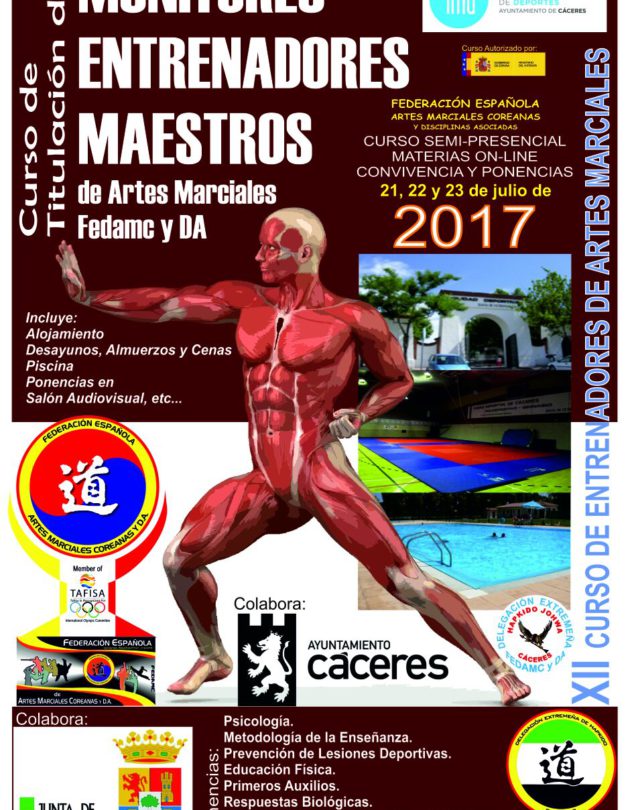 Curso de
Titulación d
MONITORES
ENTRENADORES
MAESTROS
de Artes Marciales
Fedamc y DA
DE DEPORTES
AYUNTAMIENTO DE CÁCERES
Curso Autorizado por:
FEDERACIÓN ESPAÑOLA
ARTES MARCIALES COREANAS
Y DISCIPLINAS ASOCIADAS
CURSO SEMI-PRESENCIAL
MATERIAS ON-LINE
CONVIVENCIA Y PONENCIAS
21, 22 y 23 de julio de
2017
XII CURSO DE ENTRENADORES DE ARTES MARCIALES
Incluye:
Alojamiento
Desayunos, Almuerzos y Cenas
Piscina
Ponencias en
Salón Audiovisual, etc...
FEDERACIÓN ESPAÑOLA
道
ARTES MARCIALES COREANAS Y D.A.
Member of
TAFISA
FEDERACIÓN ESPAÑOLA
de
ARTES MARCIALES COREANAS Y D.A.
Colabora:
AYUNTAMIENTO
cáceres
DELEGACIÓN EXTREMEÑA
HAPKIDO JOHWA
CÁCERES
FEDAMC y DA
Colabora:
JUNTA DE
Psicología.
Metodología de la Enseñanza.
Prevención de Lesiones Deportivas.
Educación Física.
Primeros Auxilios.
Respuestas Biológicas.
DELEGACIÓN EXTREMEÑA DE HAPKIDO
道